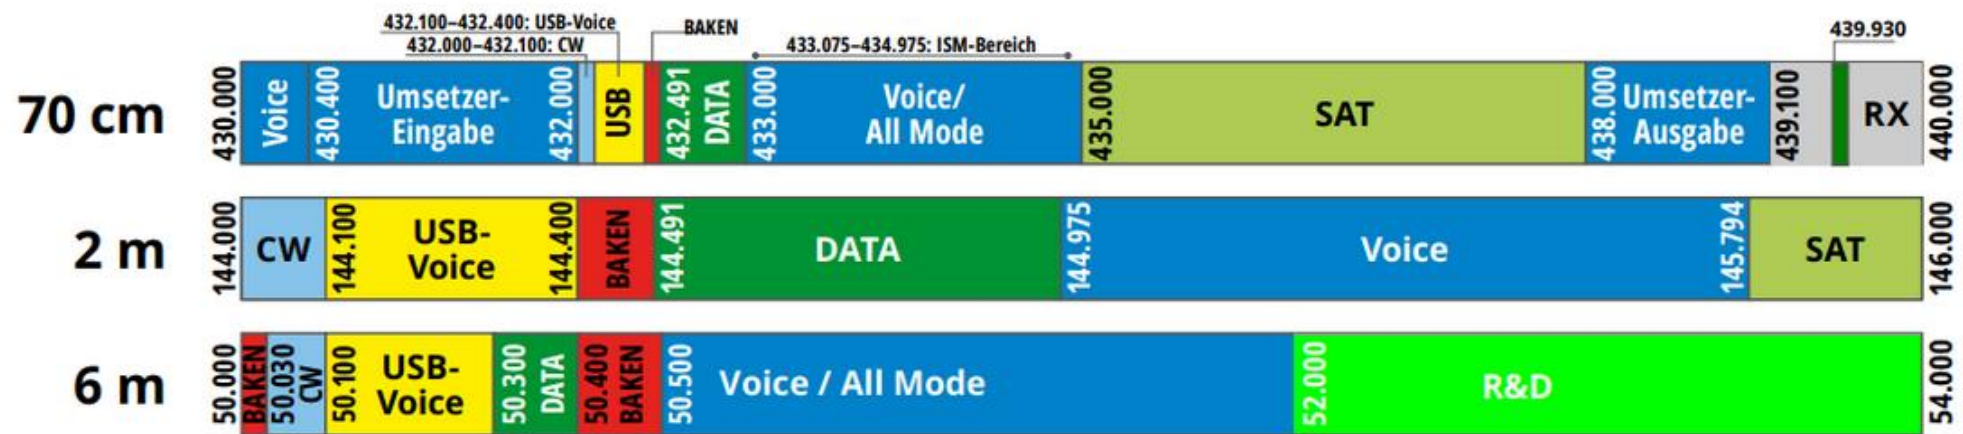 432.100–432.400: USB-Voice
432.000–432.100: CW
BAKEN
433.075–434.975: ISM-Bereich
439.930
70 cm
430.000
Voice
430.400
Umsetzer-
Eingabe
432.000
USB
432.491
DATA
433.000
Voice/
All Mode
435.000
SAT
438.000
Umsetzer-
Ausgabe
439.100
RX
440.000
2 m
144.000
CW
144.100
USB-
Voice
144.400
BAKEN
144.491
DATA
144.975
Voice
145.794
SAT
146.000
6 m
50.000
BAKEN
50.030
CW
50.100
USB-
Voice
50.300
DATA
50.400
BAKEN
50.500
Voice / All Mode
52.000
R&D
54.000